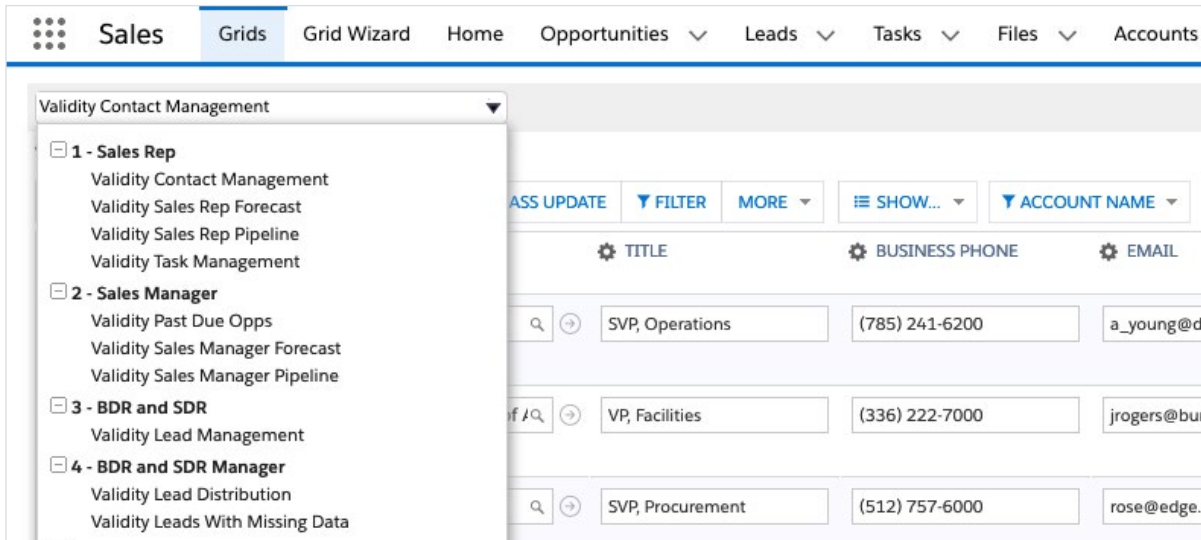 Sales Grids Grid Wizard Home Opportunities Leads Tasks Files Accounts
Validity Contact Management
1 - Sales Rep
Validity Contact Management
Validity Sales Rep Forecast
Validity Sales Rep Pipeline
Validity Task Management
2 - Sales Manager
Validity Past Due Opps
Validity Sales Manager Forecast
Validity Sales Manager Pipeline
3 - BDR and SDR
Validity Lead Management
4 - BDR and SDR Manager
Validity Lead Distribution
Validity Leads With Missing Data
ASS UPDATE FILTER MORE SHOW... ACCOUNT NAME
TITLE BUSINESS PHONE EMAIL
SVP, Operations (785) 241-6200 a_young@d
of VP, Facilities (336) 222-7000 jrogers@bu
SVP, Procurement (512) 757-6000 rose@edge.